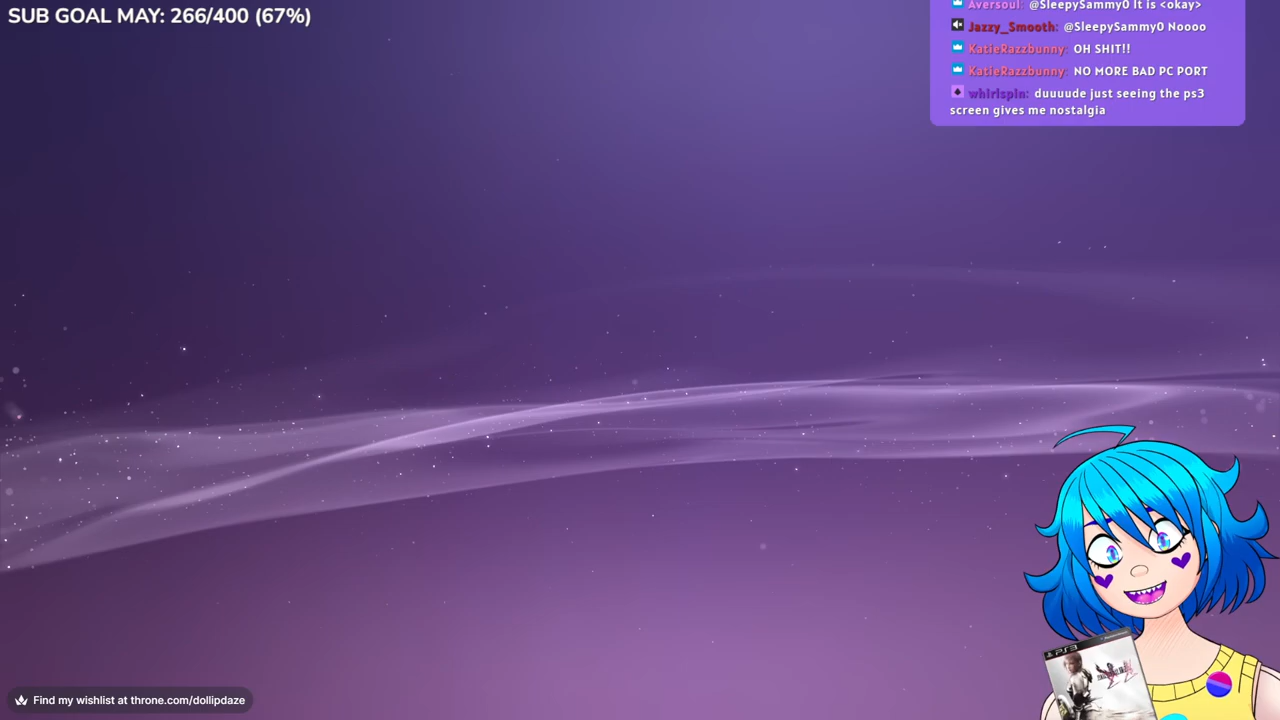 SUB GOAL MAY: 266/400 (67%)
Aversoul: @SleepySammy0 It is <okay>
Jazzy_Smooth: @SleepySammy0 Noooo
KatieRazzbunny: OH SHIT!!
KatieRazzbunny: NO MORE BAD PC PORT
whirlspin: duuuude just seeing the ps3
screen gives me nostalgia
PS3
Find my wishlist at throne.com/dollipdaze